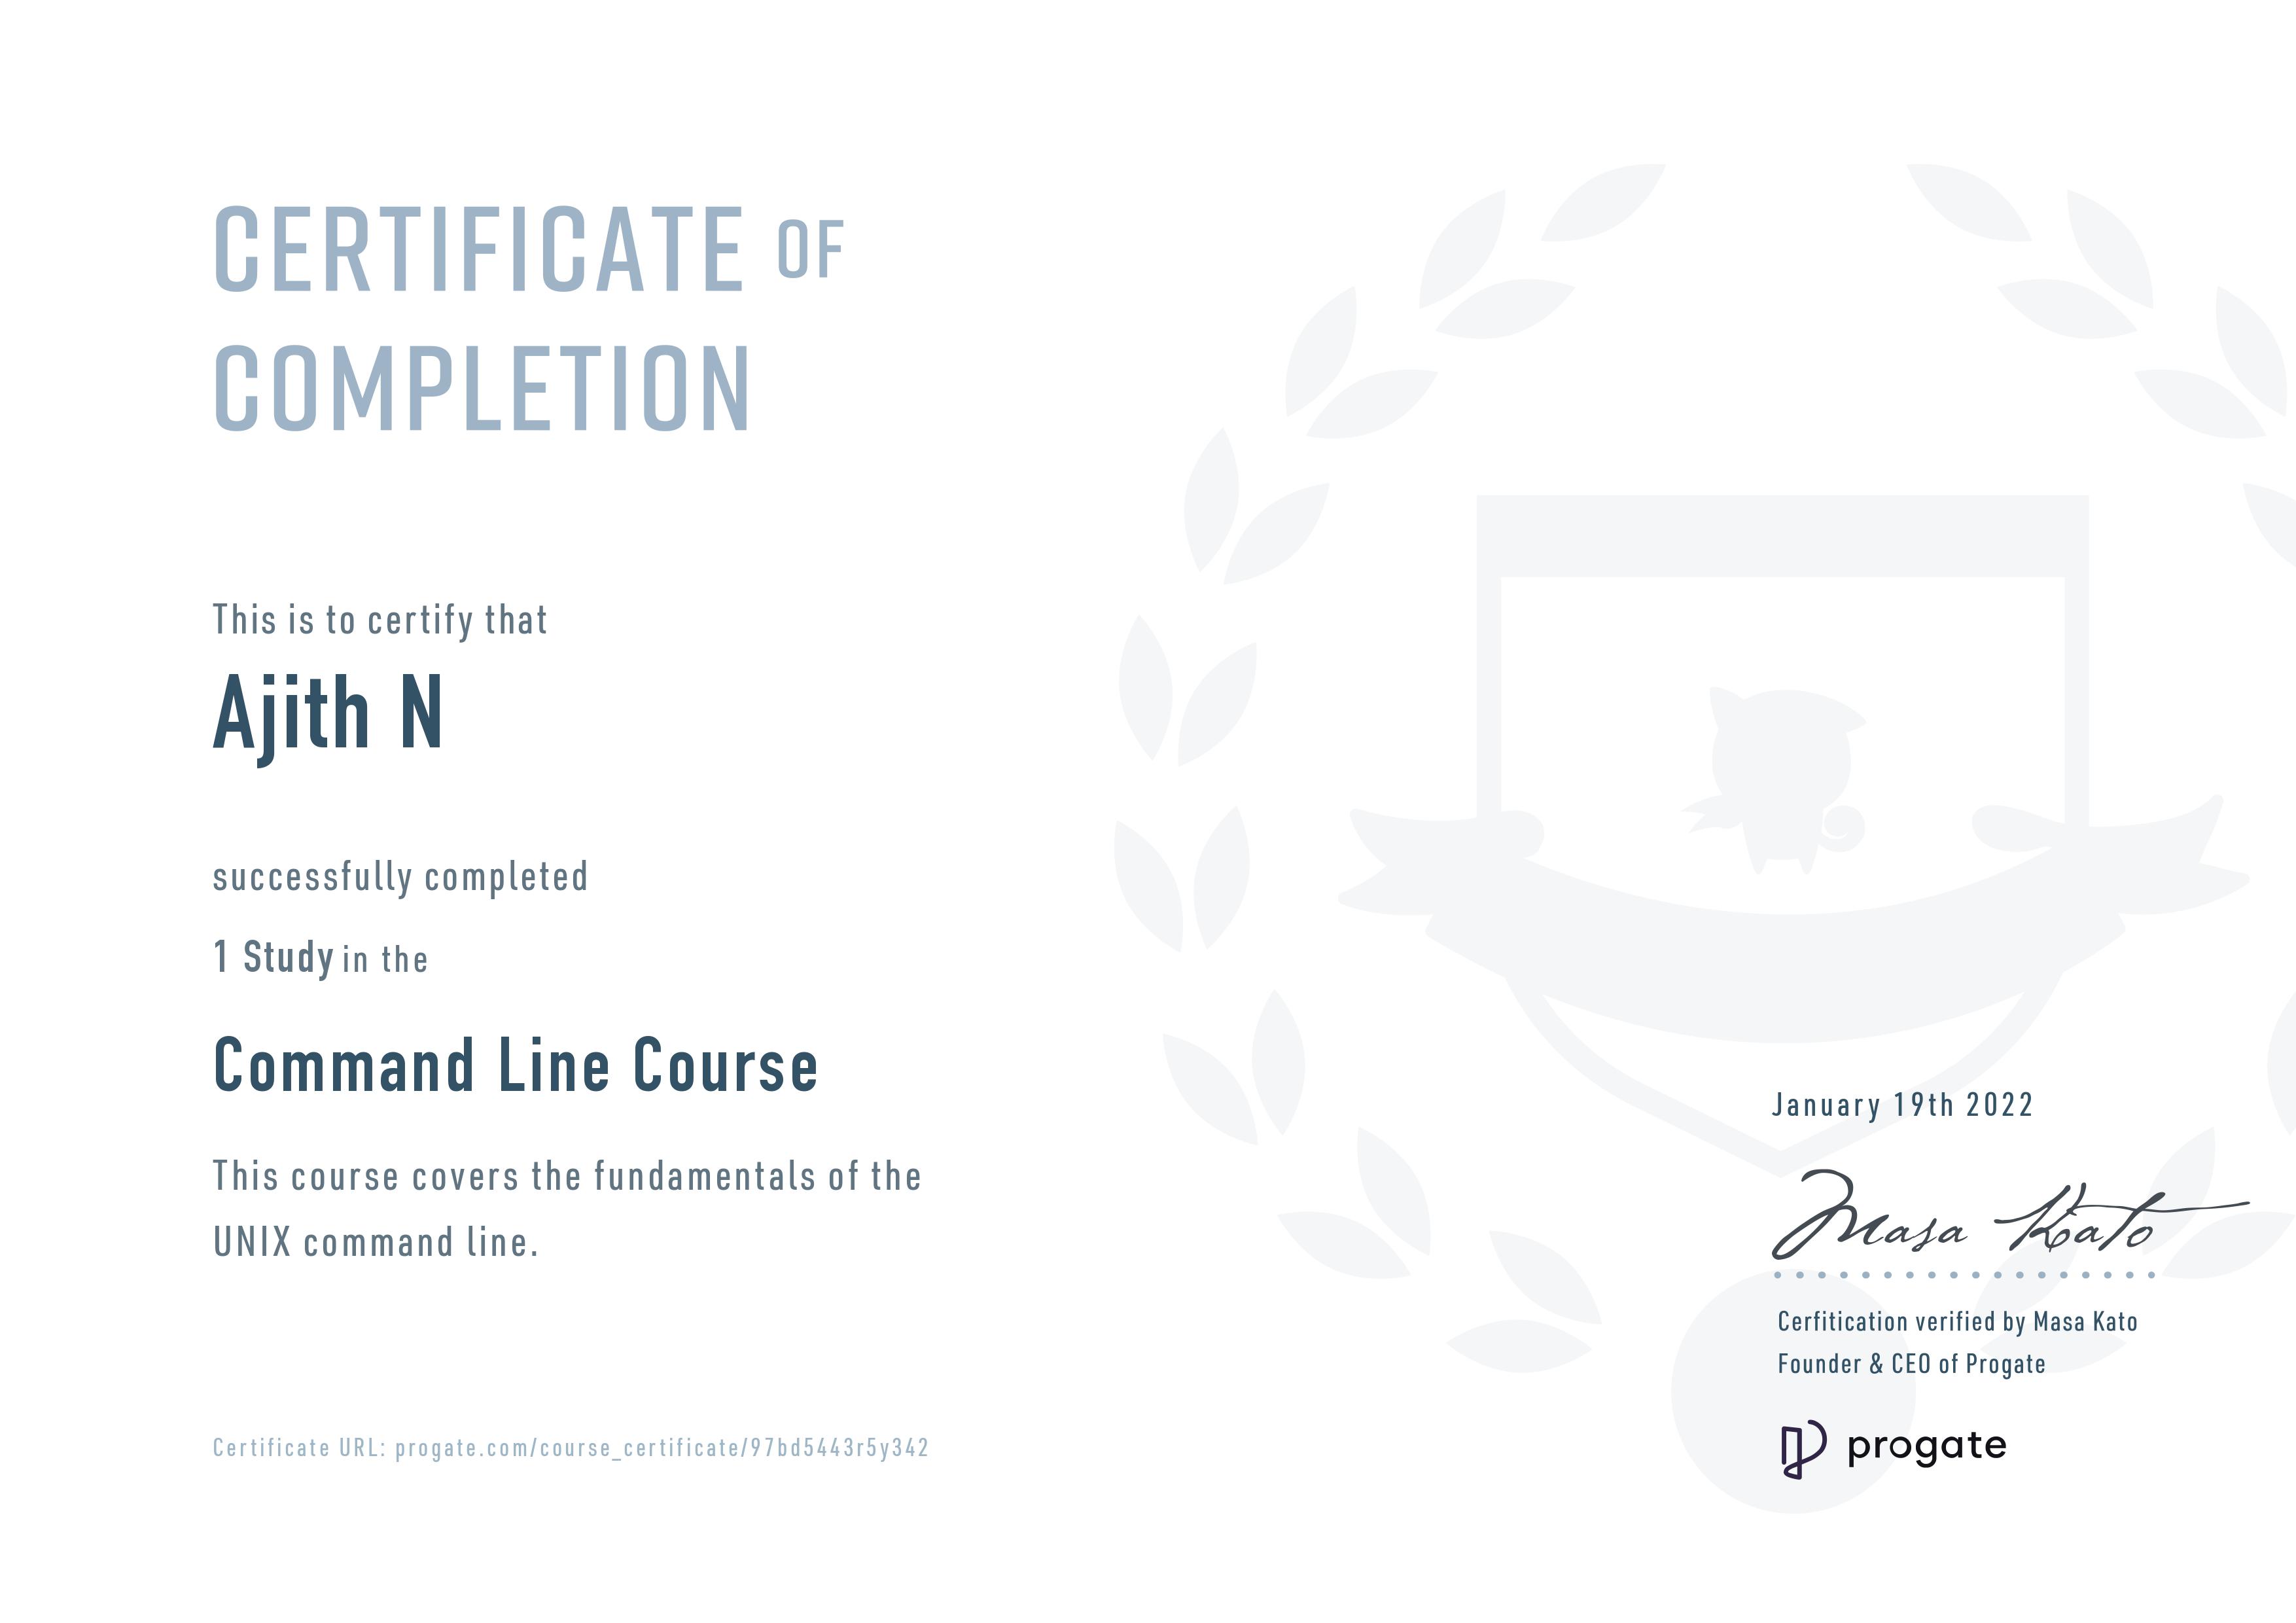 CERTIFICATE OF
COMPLETION
This is to certify that
Ajith N
successfully completed
1 Study in the
Command Line Course
This course covers the fundamentals of the
UNIX command line.
Certificate URL: progate.com/course_certificate/97bd5443r5y342
January 19th 2022
Masa Kato
Cerfitication verified by Masa Kato
Founder & CEO of Progate
progate